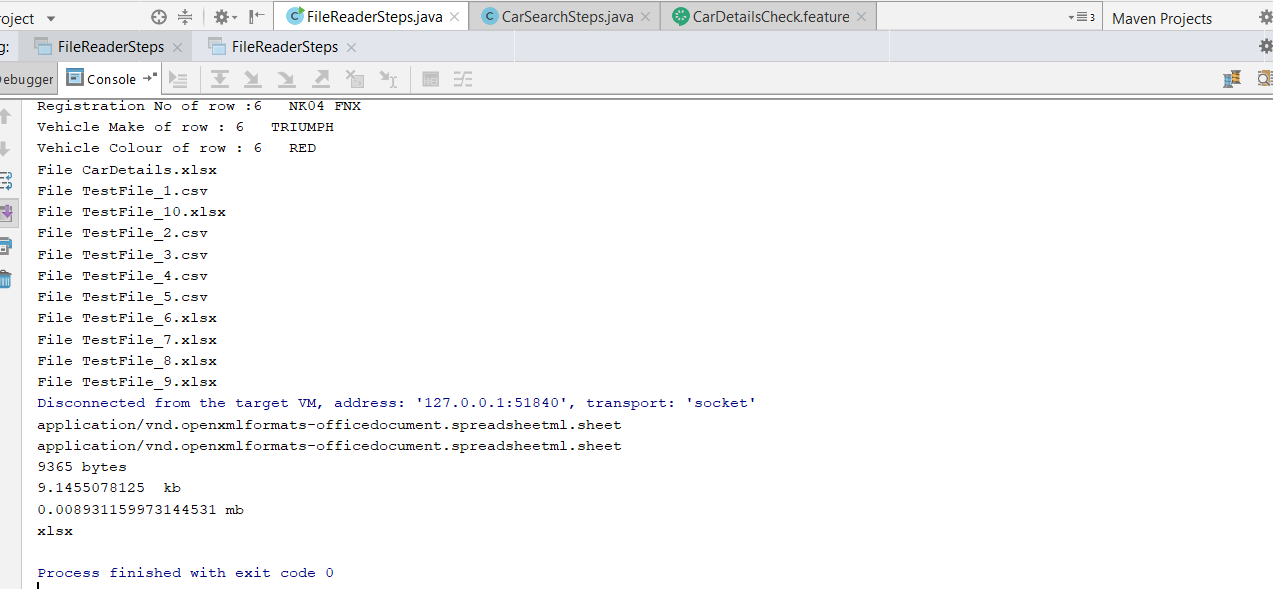 roject
FileReaderSteps.java
CarSearchSteps.java
CarDetailsCheck.feature
3
Maven Projects
g:
FileReaderSteps
FileReaderSteps
ebugger
Console
Registration No of row :6   NK04 FNX
Vehicle Make of row : 6   TRIUMPH
Vehicle Colour of row : 6   RED
File CarDetails.xlsx
File TestFile_1.csv
File TestFile_10.xlsx
File TestFile_2.csv
File TestFile_3.csv
File TestFile_4.csv
File TestFile_5.csv
File TestFile_6.xlsx
File TestFile_7.xlsx
File TestFile_8.xlsx
File TestFile_9.xlsx
Disconnected from the target VM, address: '127.0.0.1:51840', transport: 'socket'
application/vnd.openxmlformats-officedocument.spreadsheetml.sheet
application/vnd.openxmlformats-officedocument.spreadsheetml.sheet
9365 bytes
9.1455078125  kb
0.008931159973144531 mb
xlsx
Process finished with exit code 0